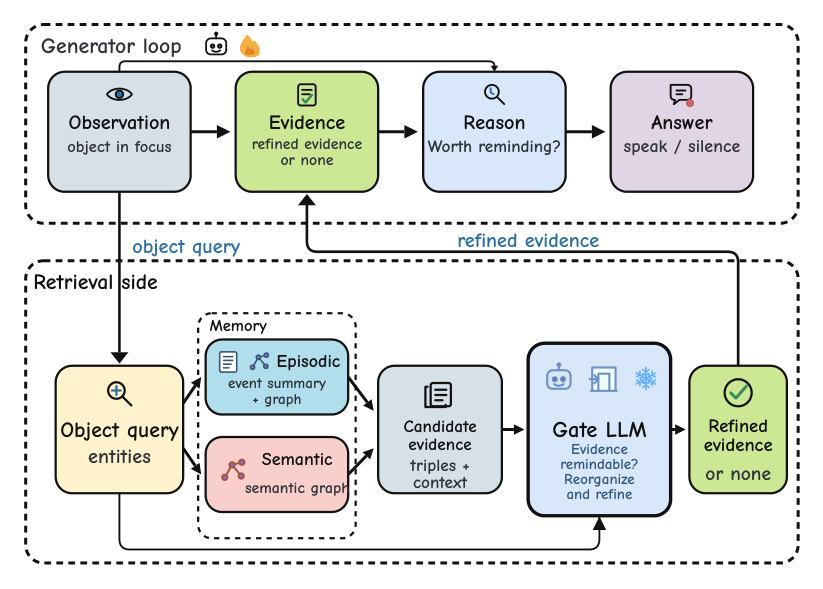 Generator loop
Observation
object in focus
Evidence
refined evidence
or none
Reason
Worth reminding?
Answer
speak / silence
object query
refined evidence
Retrieval side
Memory
Object query
entities
Episodic
event summary
+ graph
Semantic
semantic graph
Candidate
evidence
triples +
context
Gate LLM
Evidence
remindable?
Reorganize
and refine
Refined
evidence
or none